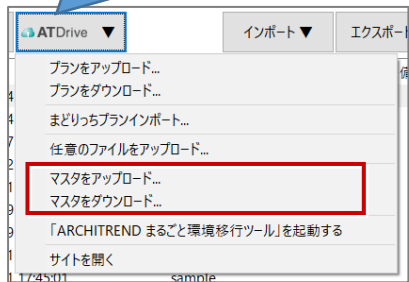 ATDrive ▼ インポート ▼ エクスポート
プランをアップロード...
プランをダウンロード...
まどりっちプランインポート...
任意のファイルをアップロード...
マスタをアップロード...
マスタをダウンロード...
「ARCHITREND まるごと環境移行ツール」を起動する
サイトを開く
17:45:01 sample